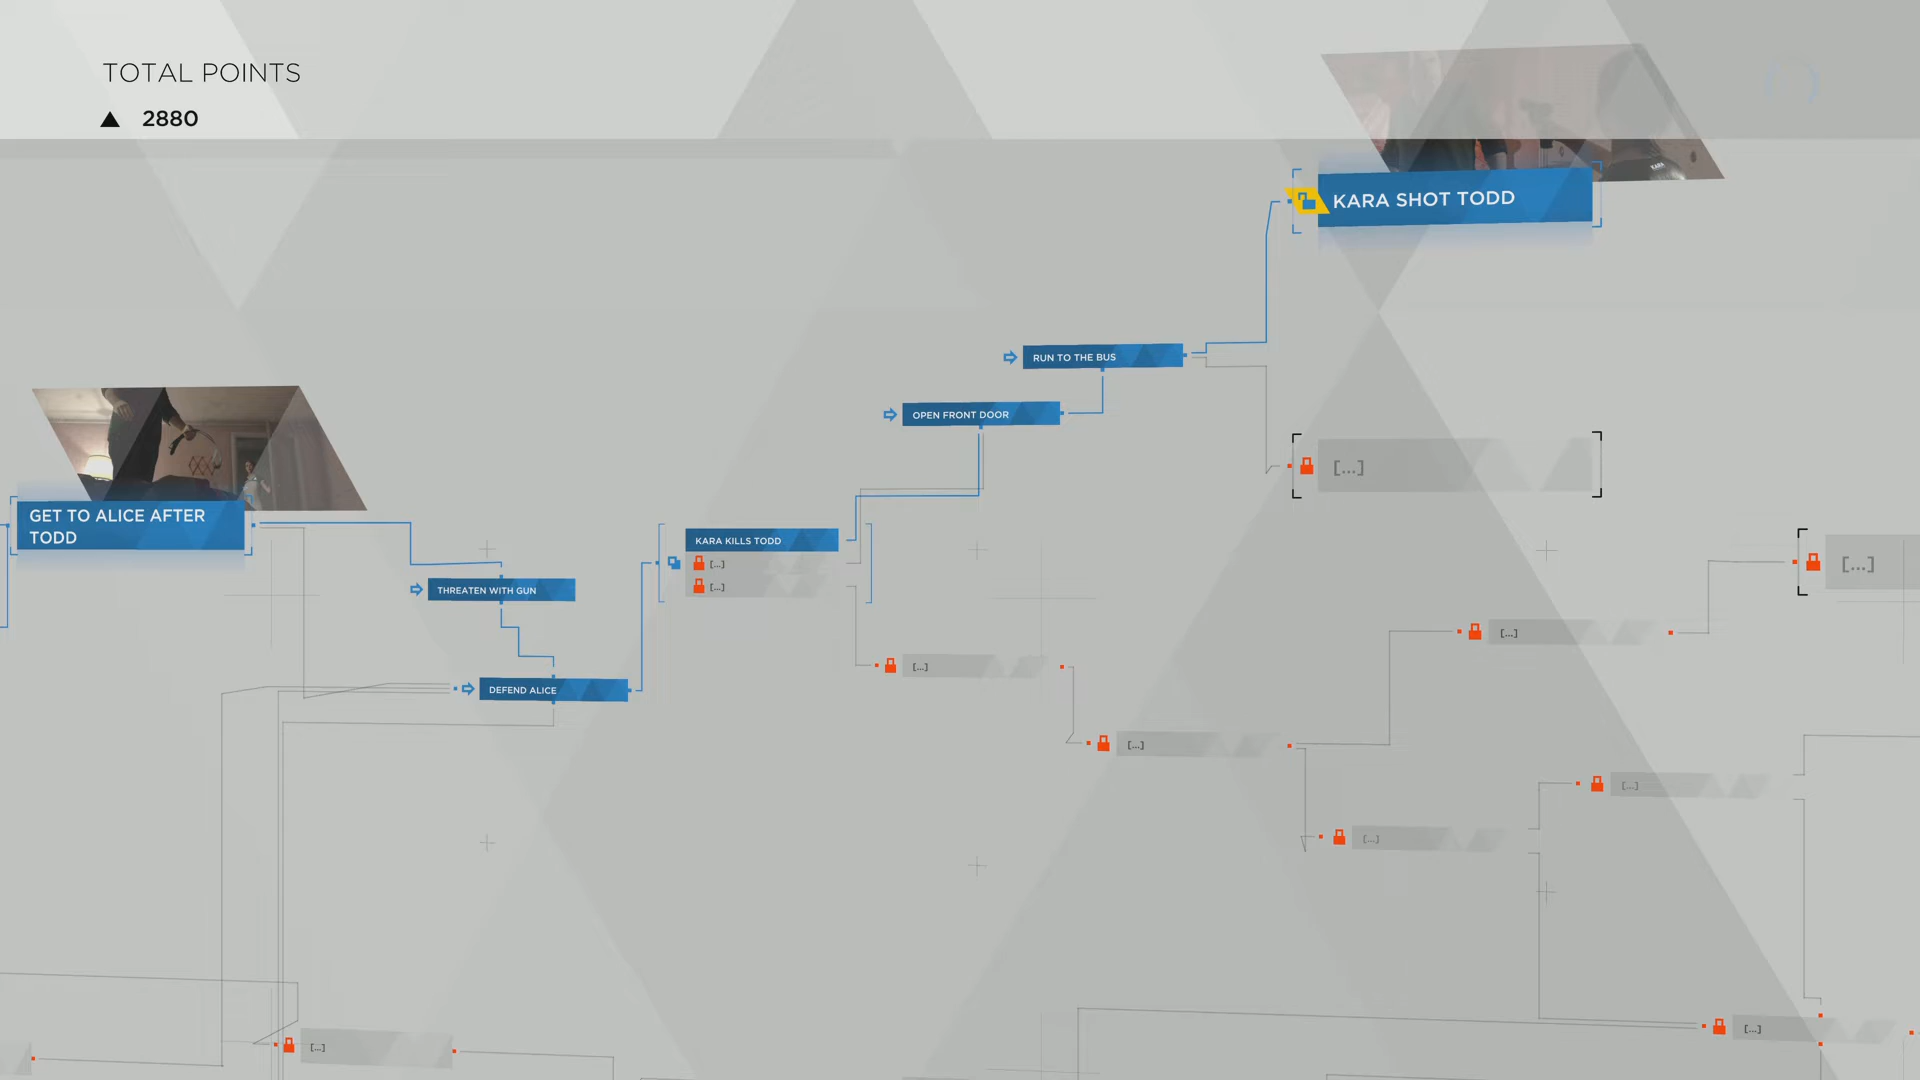 TOTAL POINTS
▲ 2880
KARA
KARA SHOT TODD
RUN TO THE BUS
OPEN FRONT DOOR
[...]
GET TO ALICE AFTER
TODD
KARA KILLS TODD
[...]
[...]
[...]
THREATEN WITH GUN
[...]
[...]
DEFEND ALICE
[...]
[...]
[...]
[...]
[...]